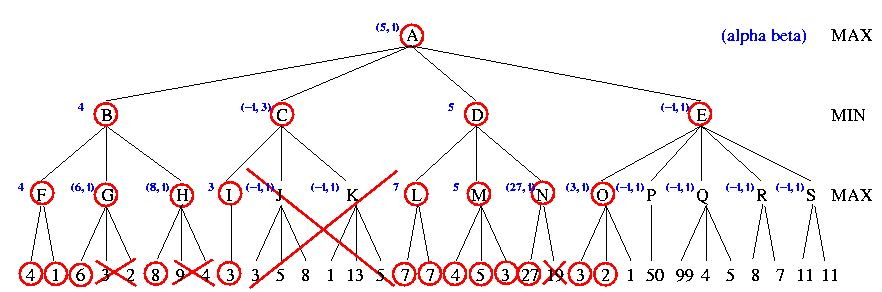 (5, 1) A (alpha beta) MAX
4 B (–1, 3) C 5 D (–1, 1) E MIN
4 F (6, 1) G (8, 1) H 3 I (–1, 1) J (–1, 1) K 7 L 5 M (27, 1) N (3, 1) O (–1, 1) P (–1, 1) Q (–1, 1) R (–1, 1) S MAX
4 1 6 3 2 8 9 4 3 3 5 8 1 13 5 7 7 4 5 3 27 19 3 2 1 50 99 4 5 8 7 11 11